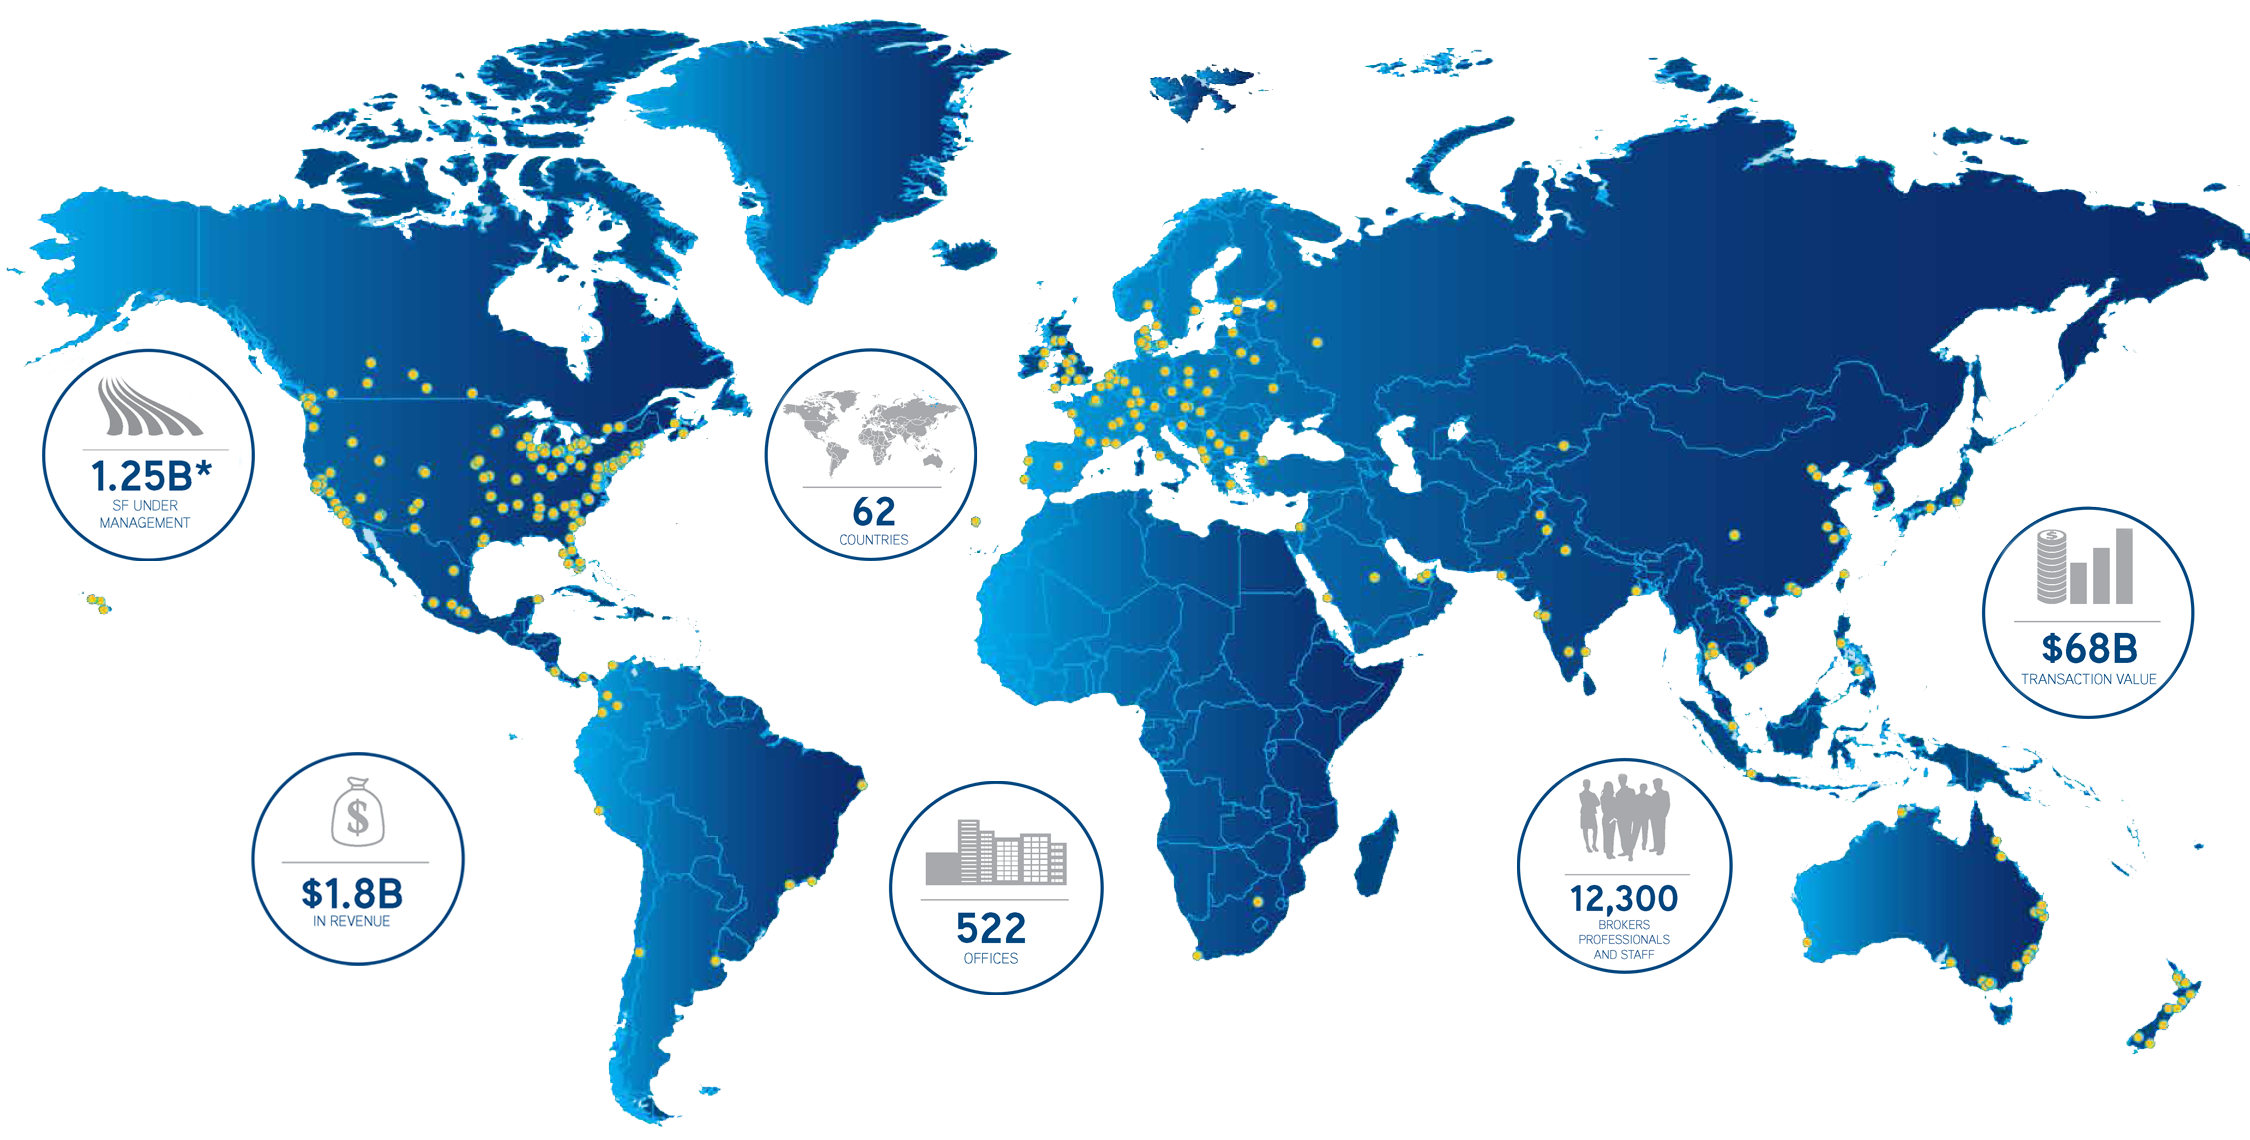 1.25B*
SF UNDER
MANAGEMENT
62
COUNTRIES
$
$68B
TRANSACTION VALUE
$
$1.8B
IN REVENUE
522
OFFICES
12,300
BROKERS
PROFESSIONALS
AND STAFF